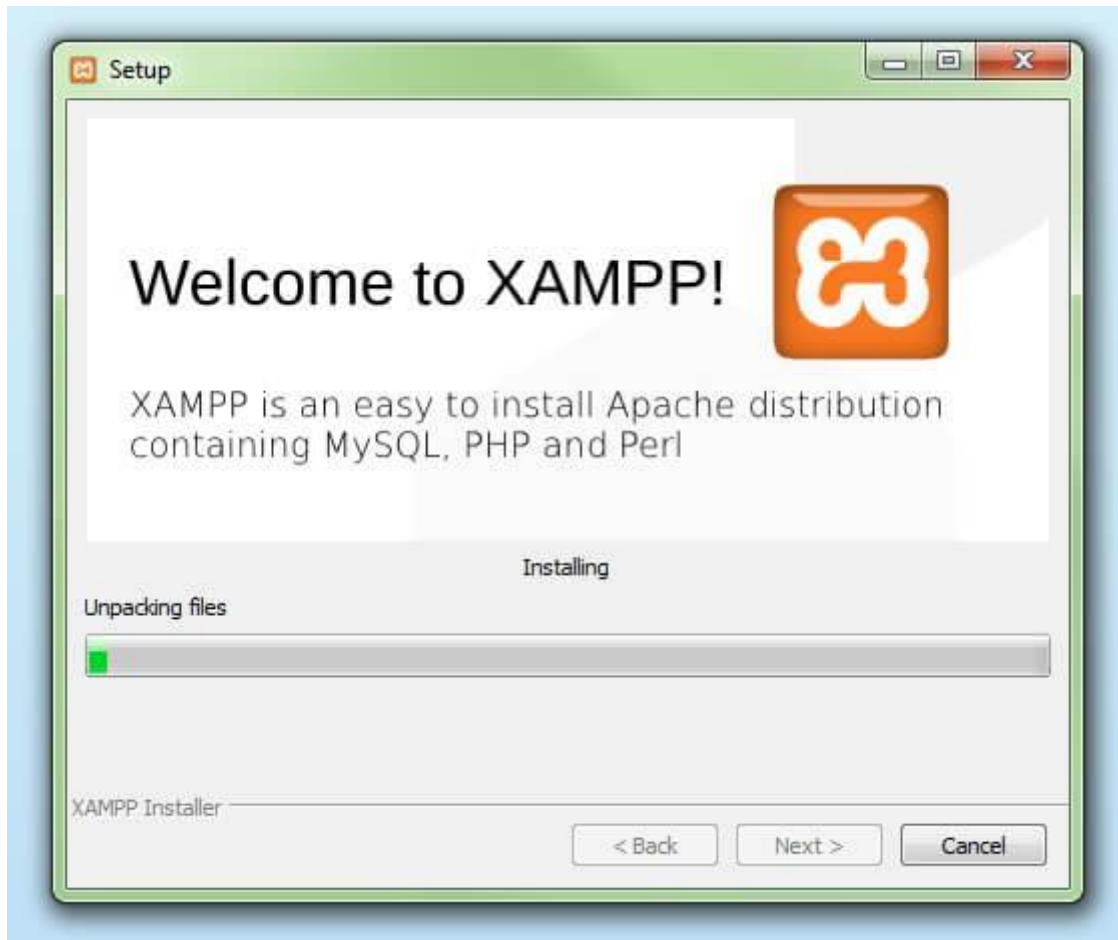 Setup
Welcome to XAMPP!
XAMPP is an easy to install Apache distribution
containing MySQL, PHP and Perl
Installing
Unpacking files
XAMPP Installer
< Back
Next >
Cancel